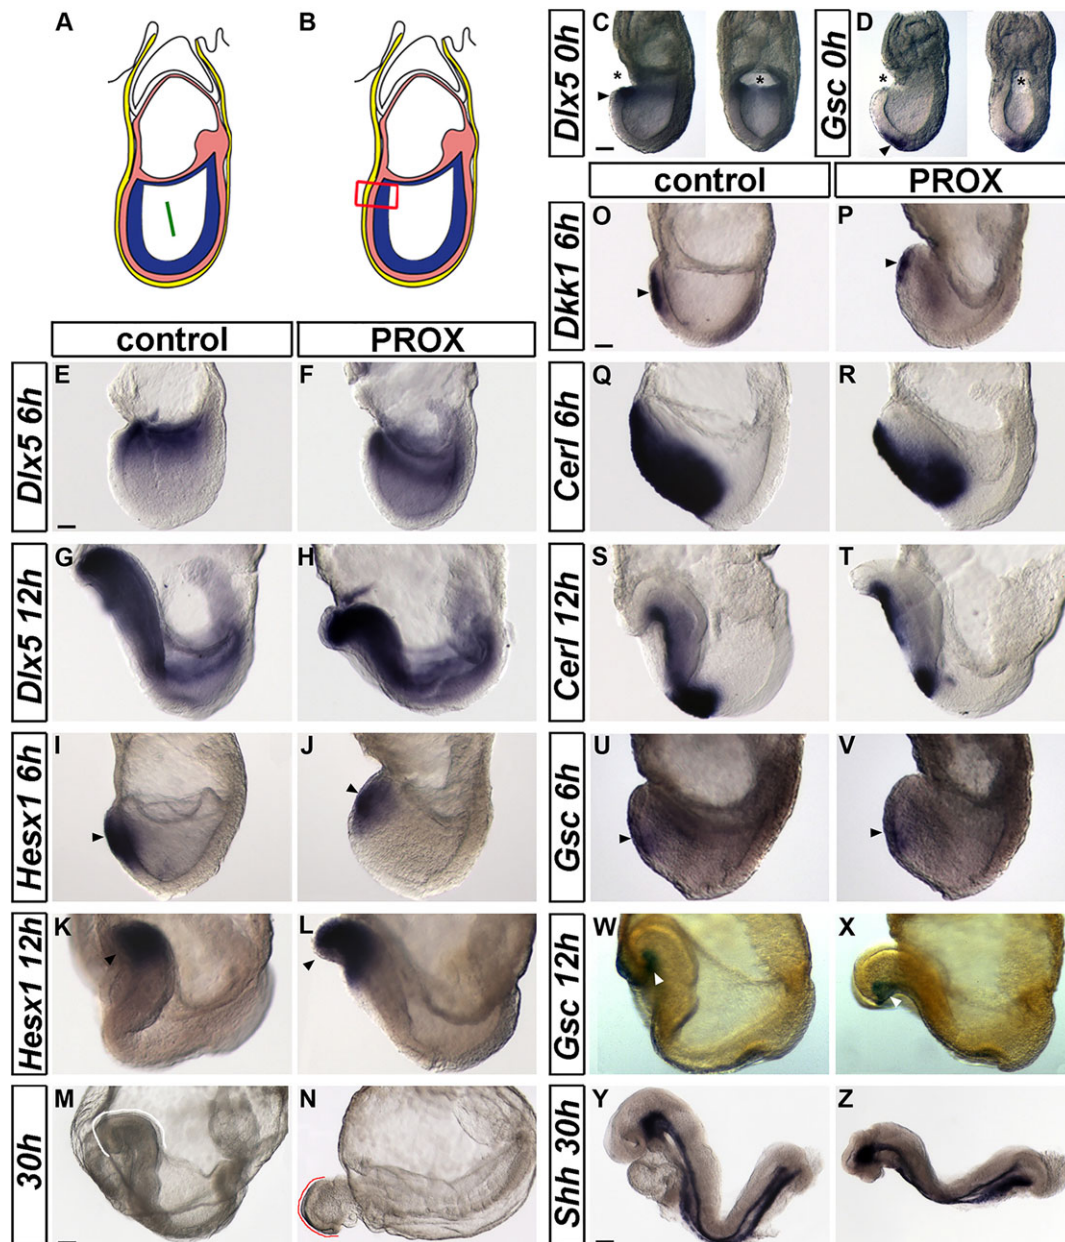 A
B
C
Dlx5 0h
*
*
D
Gsc 0h
*
*
control
PROX
O
Dkk1 6h
P
control
PROX
E
Dlx5 6h
F
Q
Cerl 6h
R
G
Dlx5 12h
H
S
Cerl 12h
T
I
Hesx1 6h
J
U
Gsc 6h
V
K
Hesx1 12h
L
W
Gsc 12h
X
M
30h
N
Y
Shh 30h
Z